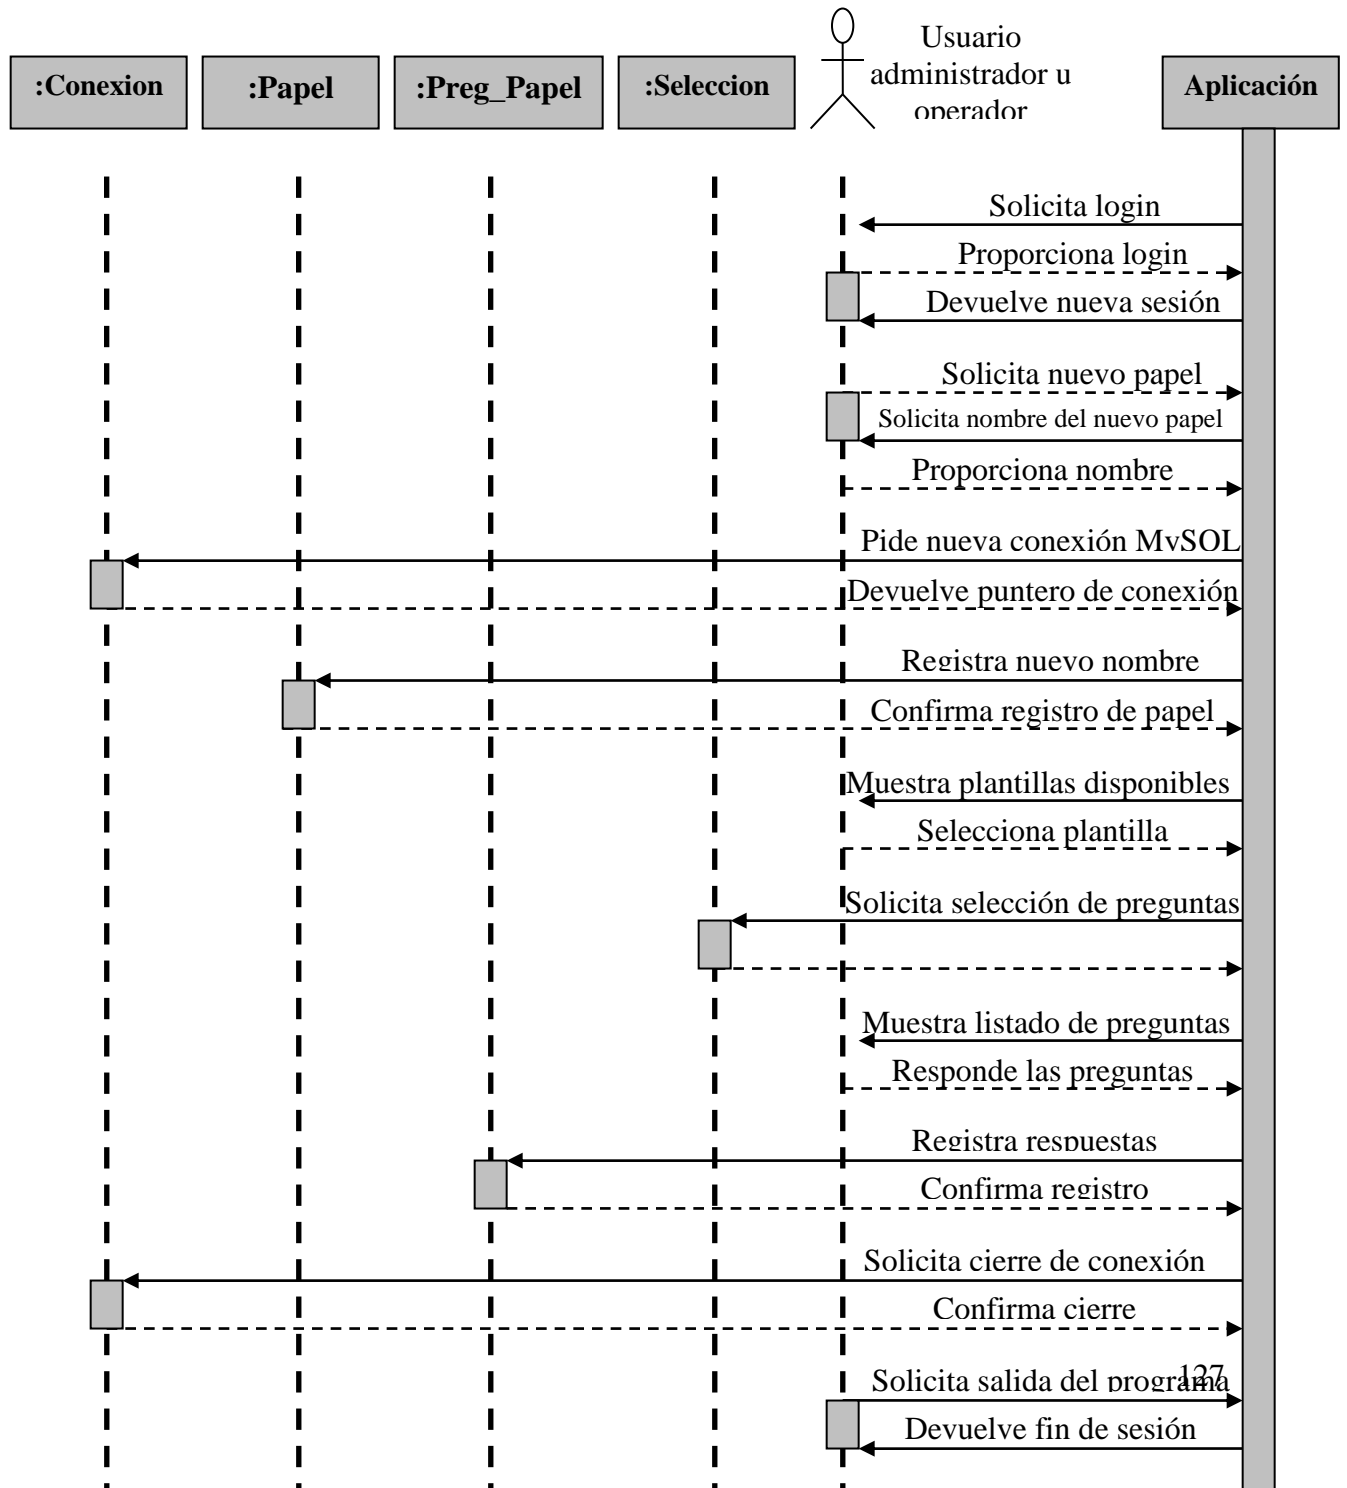 Usuario
administrador u
operador
:Conexion
:Papel
:Preg_Papel
:Seleccion
Aplicación
Solicita login
Proporciona login
Devuelve nueva sesión
Solicita nuevo papel
Solicita nombre del nuevo papel
Proporciona nombre
Pide nueva conexión MySQL
Devuelve puntero de conexión
Registra nuevo nombre
Confirma registro de papel
Muestra plantillas disponibles
Selecciona plantilla
Solicita selección de preguntas
Muestra listado de preguntas
Responde las preguntas
Registra respuestas
Confirma registro
Solicita cierre de conexión
Confirma cierre
127
Solicita salida del programa
Devuelve fin de sesión